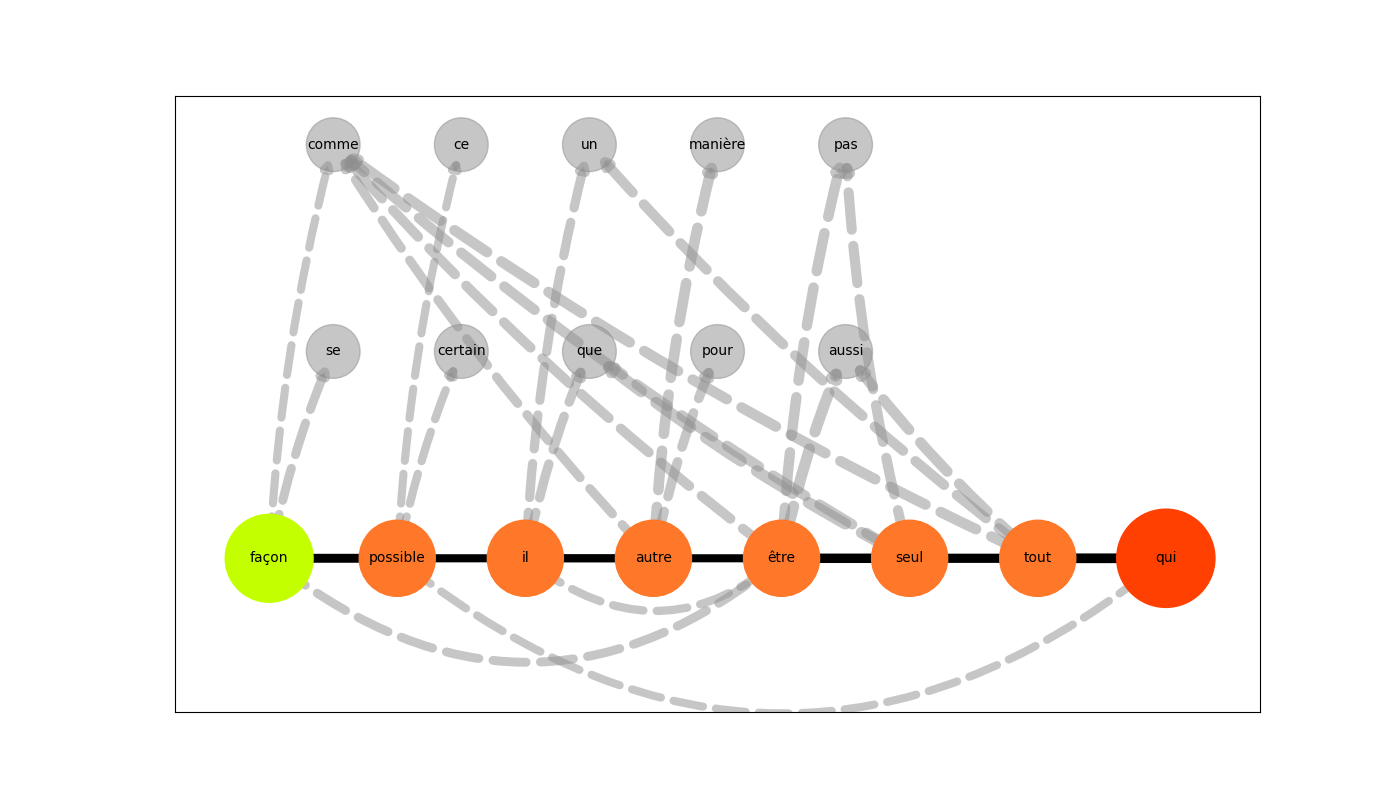 comme ce un manière pas
se certain que pour aussi
façon possible il autre être seul tout qui